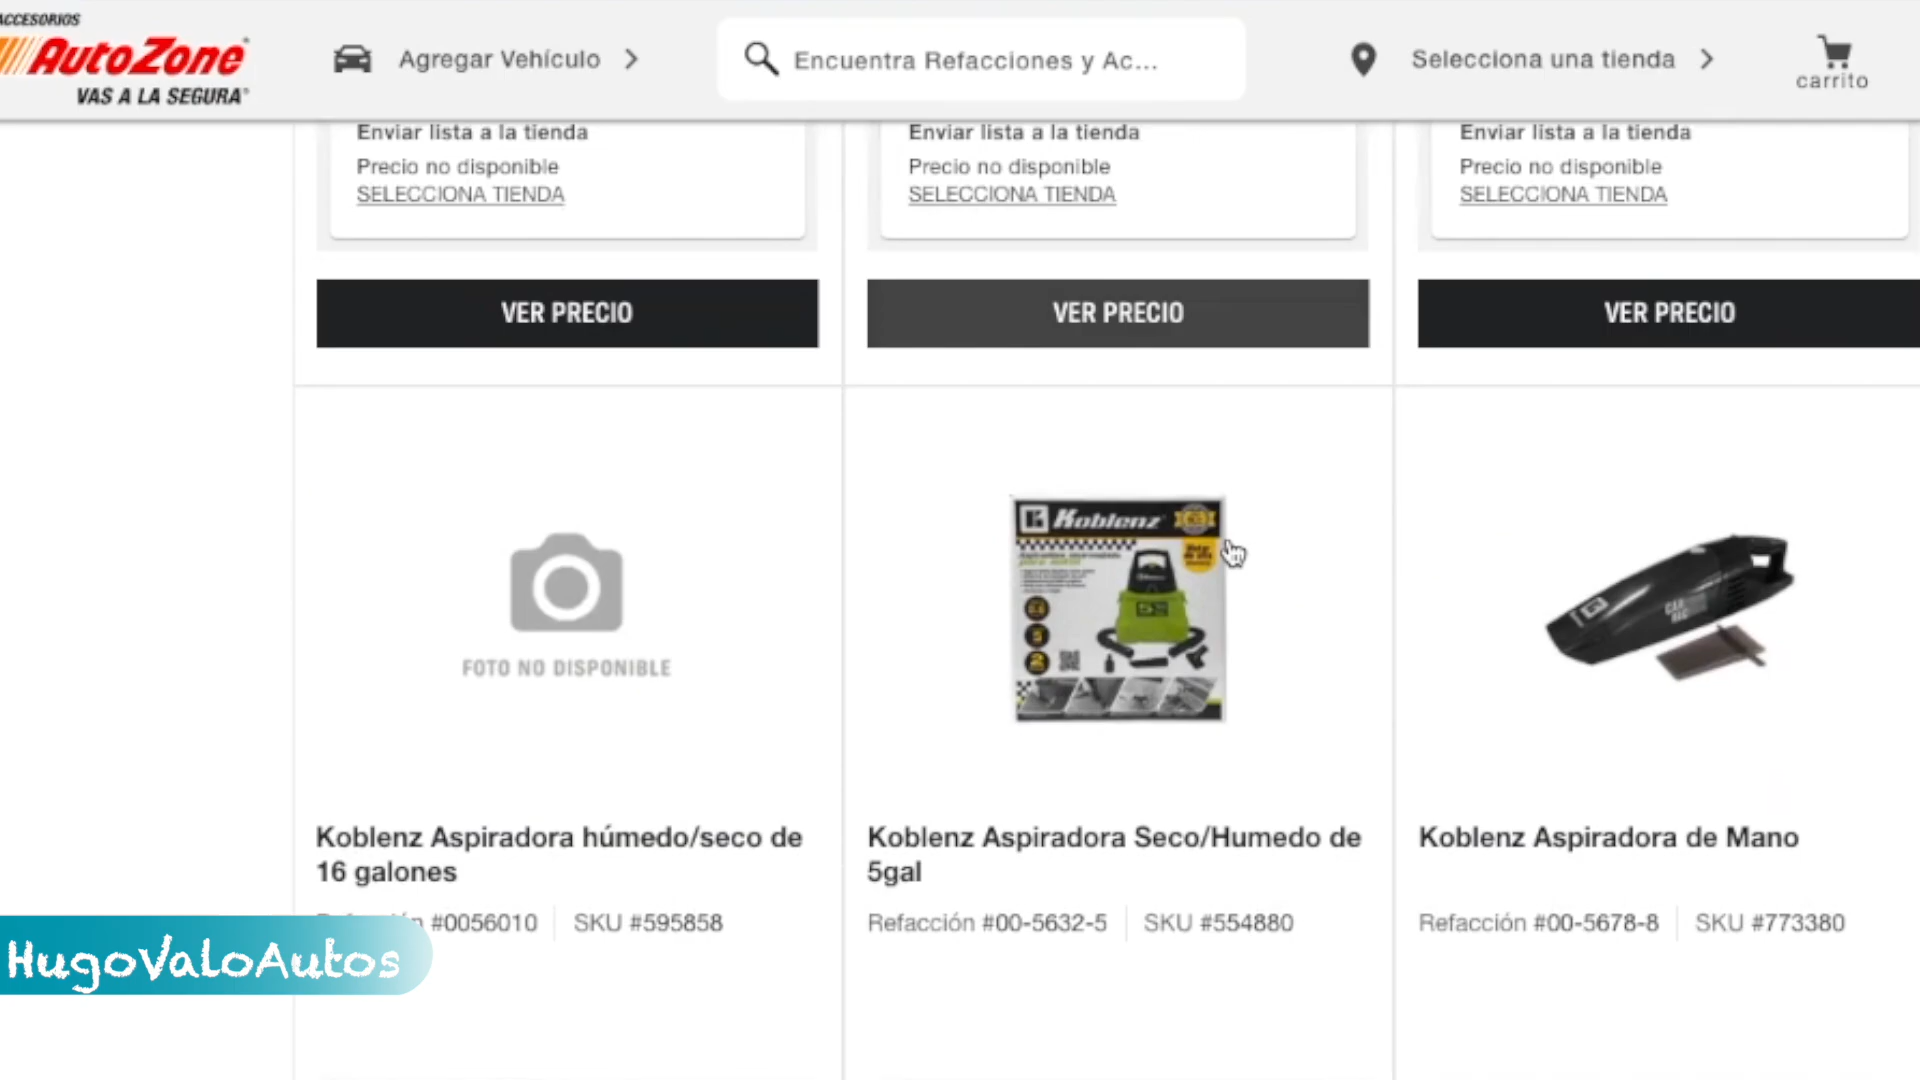 ACCESORIOS
AutoZone
VAS A LA SEGURA
Agregar Vehículo
Encuentra Refacciones y Ac...
Selecciona una tienda
carrito
Enviar lista a la tienda
Precio no disponible
SELECCIONA TIENDA
Enviar lista a la tienda
Precio no disponible
SELECCIONA TIENDA
Enviar lista a la tienda
Precio no disponible
SELECCIONA TIENDA
VER PRECIO
VER PRECIO
VER PRECIO
FOTO NO DISPONIBLE
Koblenz
5
2
CAR
VAC
Koblenz Aspiradora húmedo/seco de
16 galones
#0056010
SKU #595858
Koblenz Aspiradora Seco/Humedo de
5gal
Refacción #00-5632-5
SKU #554880
Koblenz Aspiradora de Mano
Refacción #00-5678-8
SKU #773380
HugoValoAutos